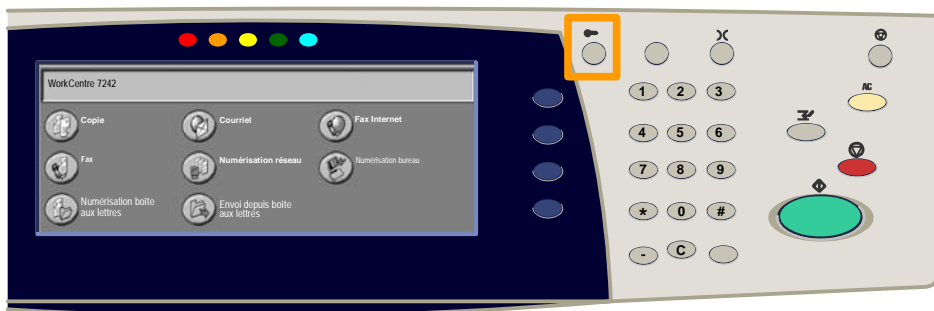 WorkCentre 7242
Copie
Courriel
Fax Internet
Fax
Numérisation réseau
Numérisation bureau
Numérisation boîte
aux lettres
Envoi depuis boîte
aux lettres
AC
1 2 3
4 5 6
7 8 9
* 0 #
- C